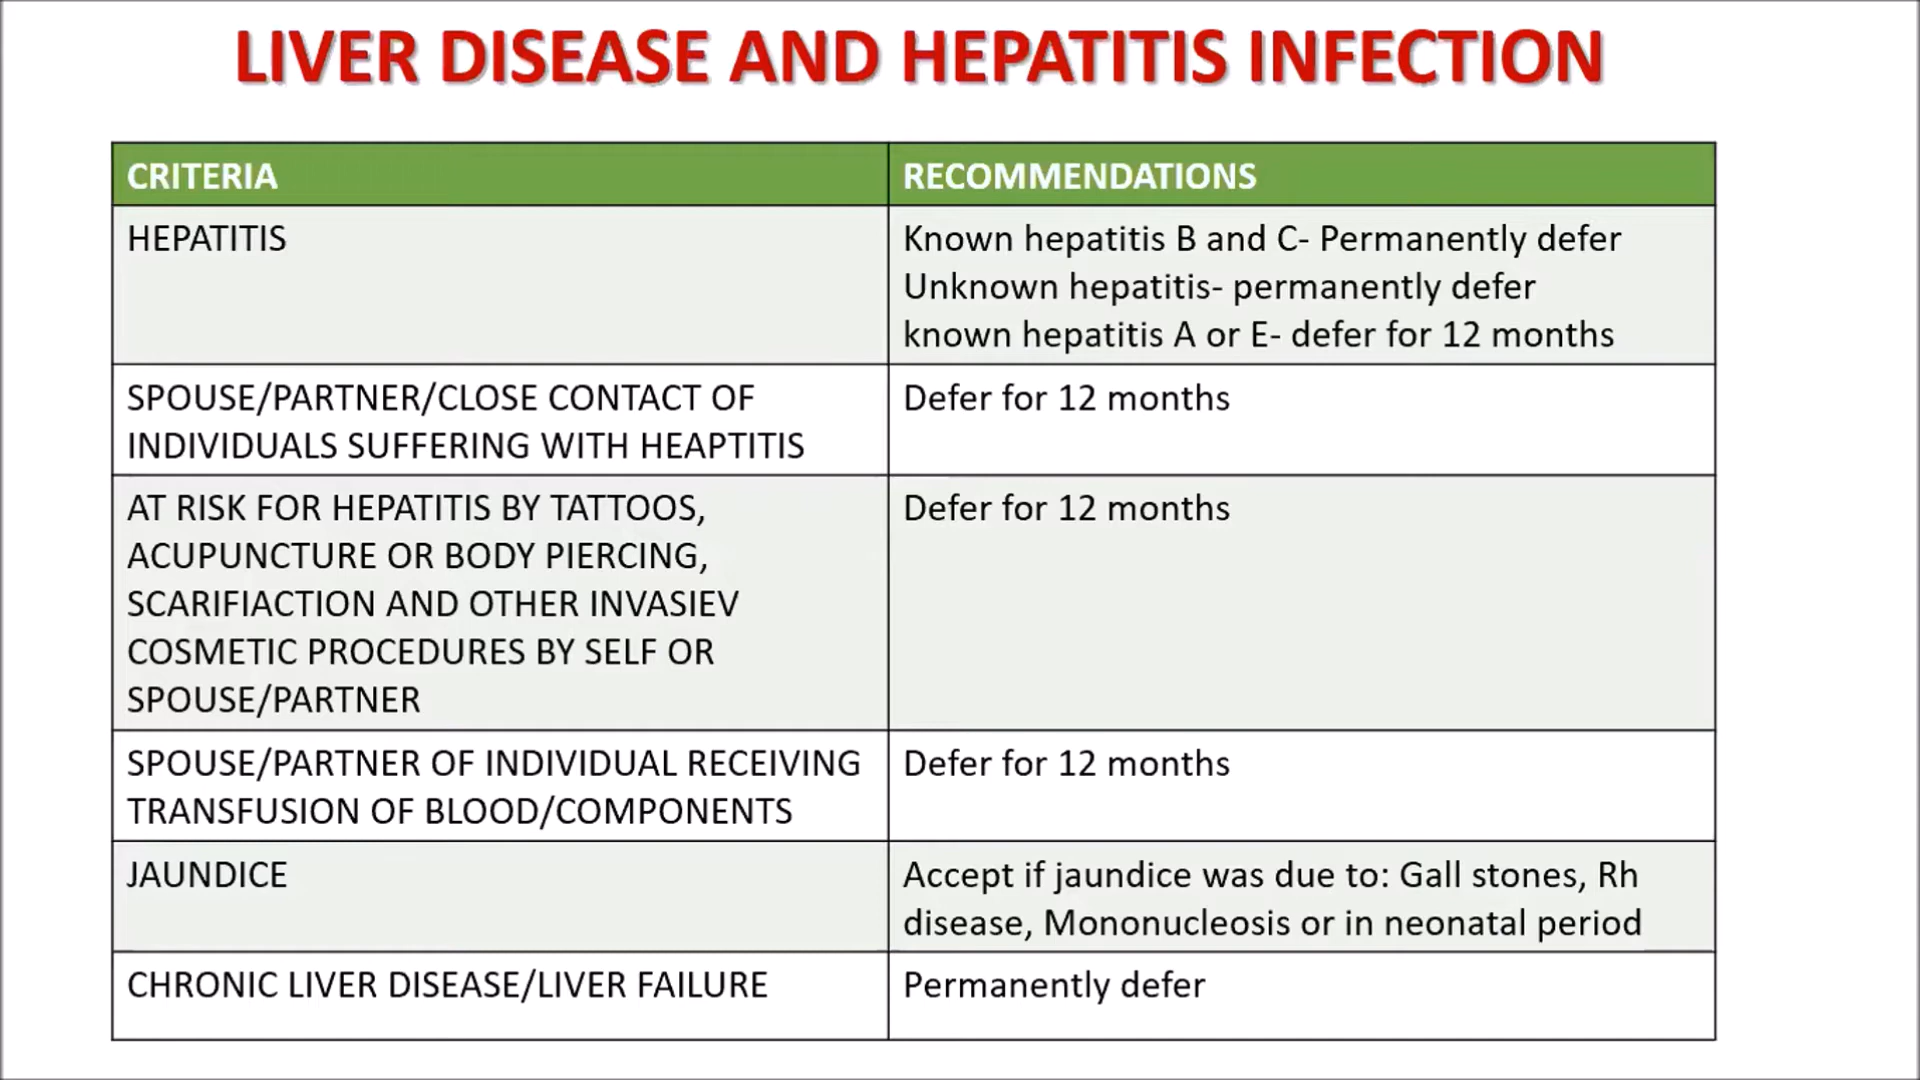 LIVER DISEASE AND HEPATITIS INFECTION
CRITERIA
RECOMMENDATIONS
HEPATITIS
Known hepatitis B and C- Permanently defer
Unknown hepatitis- permanently defer
known hepatitis A or E- defer for 12 months
SPOUSE/PARTNER/CLOSE CONTACT OF
INDIVIDUALS SUFFERING WITH HEAPTITIS
Defer for 12 months
AT RISK FOR HEPATITIS BY TATTOOS,
ACUPUNCTURE OR BODY PIERCING,
SCARIFIACTION AND OTHER INVASIEV
COSMETIC PROCEDURES BY SELF OR
SPOUSE/PARTNER
Defer for 12 months
SPOUSE/PARTNER OF INDIVIDUAL RECEIVING
TRANSFUSION OF BLOOD/COMPONENTS
Defer for 12 months
JAUNDICE
Accept if jaundice was due to: Gall stones, Rh
disease, Mononucleosis or in neonatal period
CHRONIC LIVER DISEASE/LIVER FAILURE
Permanently defer